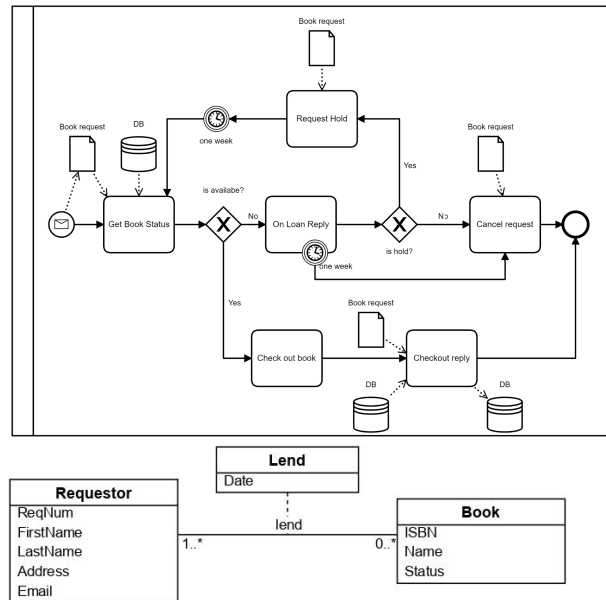 Book request
Request Hold
Book request
DB
one week
Book request
is availabe?
Yes
Get Book Status
X
No
On Loan Reply
X
No
Cancel request
one week
is hold?
Yes
Book request
Check out book
Checkout reply
DB
DB
Lend
Date
Requestor
ReqNum
FirstName
LastName
Address
Email
lend
1..*
0..*
Book
ISBN
Name
Status